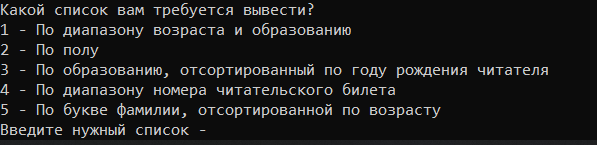 Какой список вам требуется вывести?
1 - По диапазону возраста и образованию
2 - По полу
3 - По образованию, отсортированный по году рождения читателя
4 - По диапазону номера читательского билета
5 - По букве фамилии, отсортированной по возрасту
Введите нужный список -